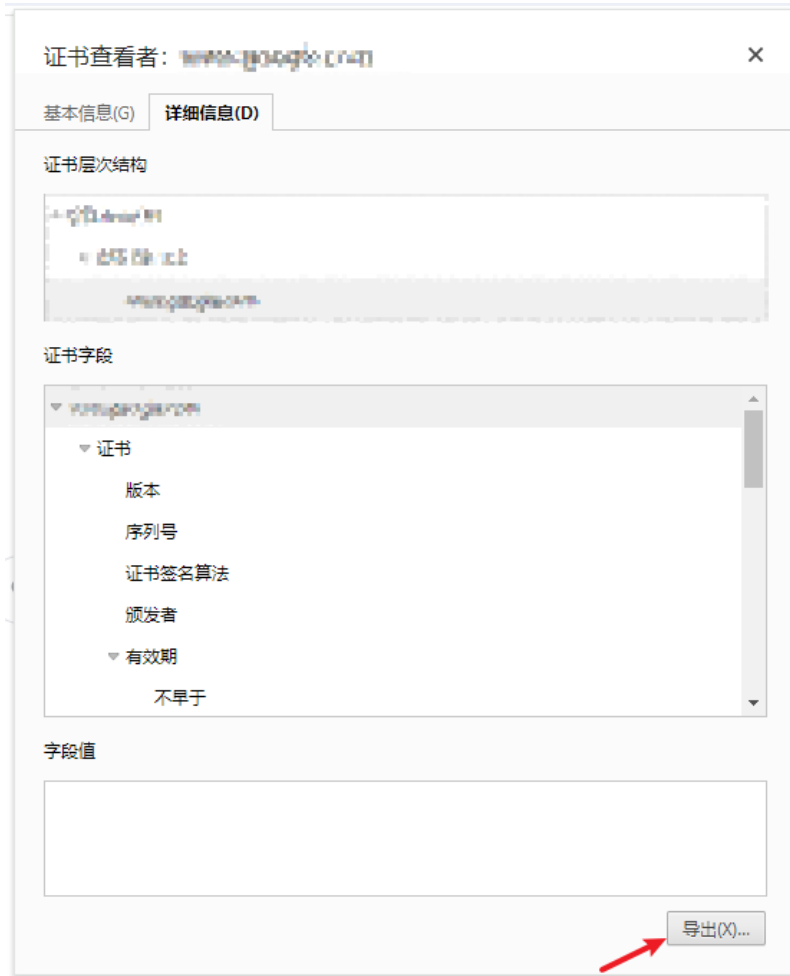 证书查看者：
基本信息(G) 详细信息(D)
证书层次结构
证书字段
证书
版本
序列号
证书签名算法
颁发者
有效期
不早于
字段值
导出(X)...